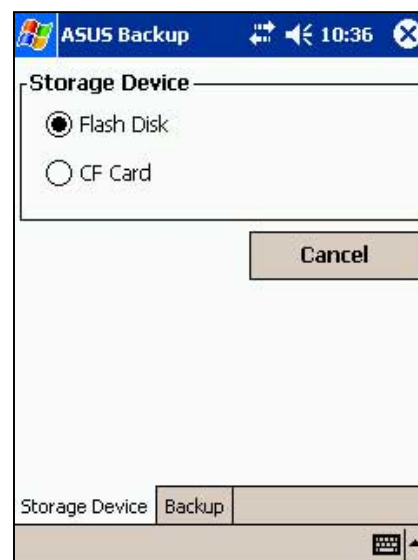 ASUS Backup 10:36
Storage Device
Flash Disk
CF Card
Cancel
Storage Device Backup